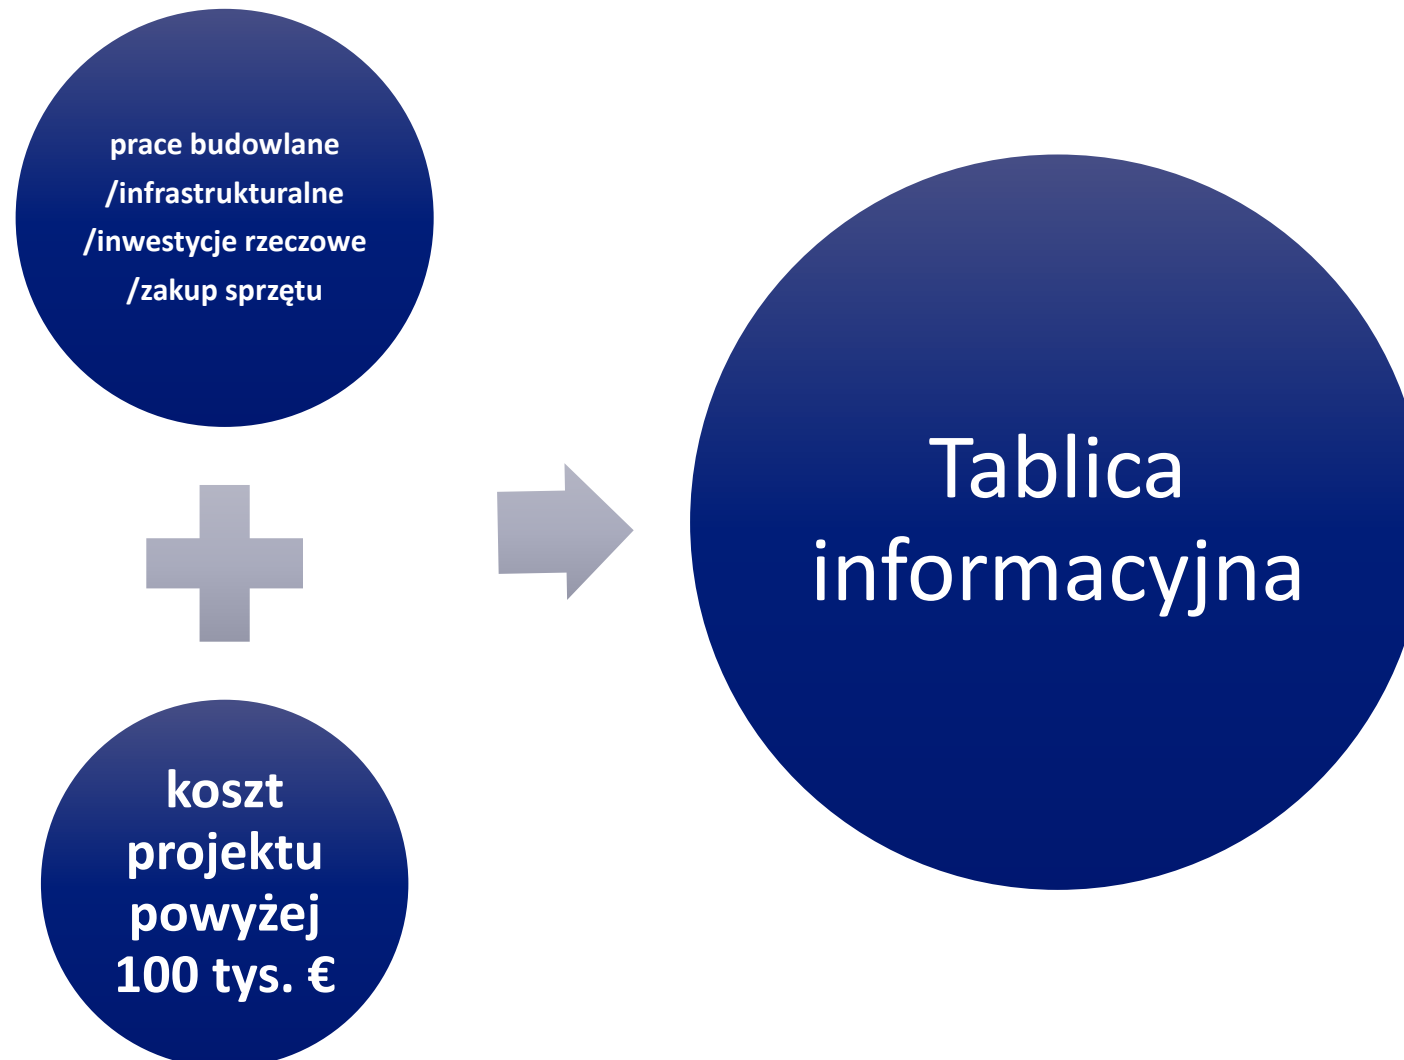 prace budowlane
/infrastrukturalne
/inwestycje rzeczowe
/zakup sprzętu
koszt
projektu
powyżej
100 tys. €
Tablica
informacyjna